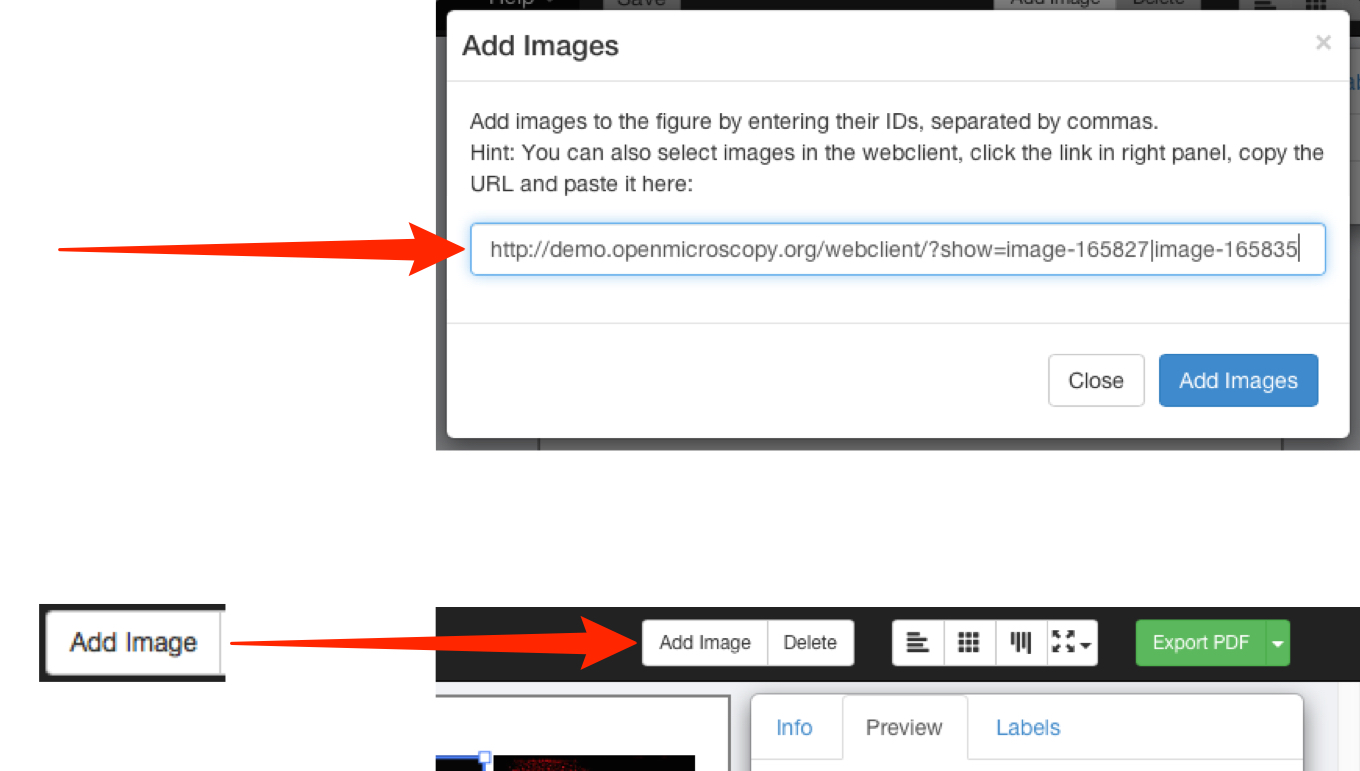 Help Save Add Image Delete
Add Images ×
Add images to the figure by entering their IDs, separated by commas.
Hint: You can also select images in the webclient, click the link in right panel, copy the
URL and paste it here:
http://demo.openmicroscopy.org/webclient/?show=image-165827|image-165835
Close Add Images
Add Image
Add Image Delete Export PDF
Info Preview Labels